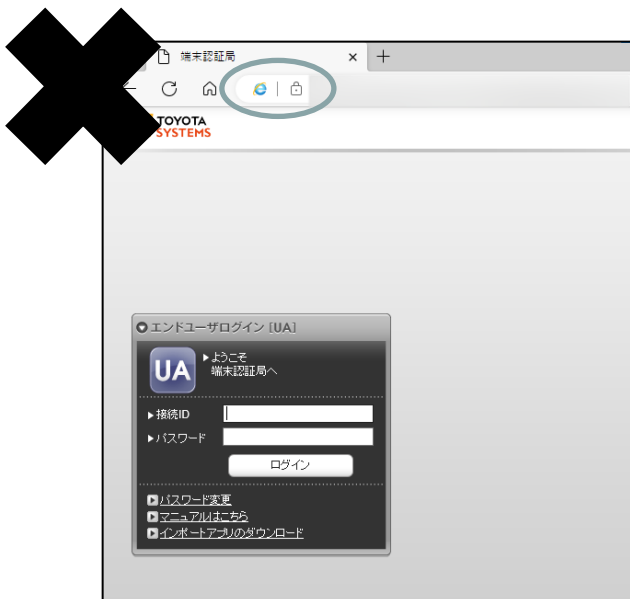 端末認証局
TOYOTA
SYSTEMS
エンドユーザログイン [UA]
UA
ようこそ
端末認証局へ
接続ID
パスワード
ログイン
パスワード変更
マニュアルはこちら
インポートアプリのダウンロード